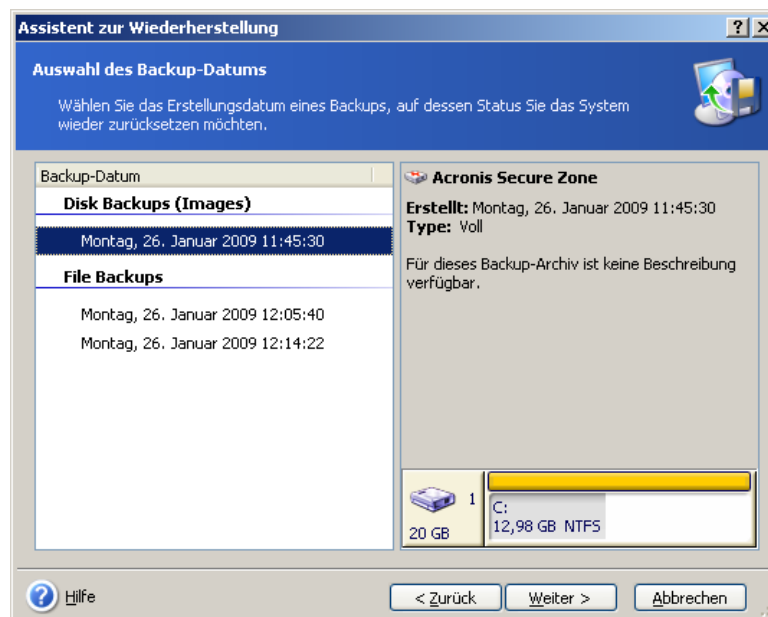 Assistent zur Wiederherstellung
Auswahl des Backup-Datums
Wählen Sie das Erstellungsdatum eines Backups, auf dessen Status Sie das System
wieder zurücksetzen möchten.
Backup-Datum
Disk Backups (Images)
Montag, 26. Januar 2009 11:45:30
File Backups
Montag, 26. Januar 2009 12:05:40
Montag, 26. Januar 2009 12:14:22
Acronis Secure Zone
Erstellt: Montag, 26. Januar 2009 11:45:30
Type: Voll
Für dieses Backup-Archiv ist keine Beschreibung
verfügbar.
1
20 GB
C:
12,98 GB NTFS
Hilfe
< Zurück
Weiter >
Abbrechen